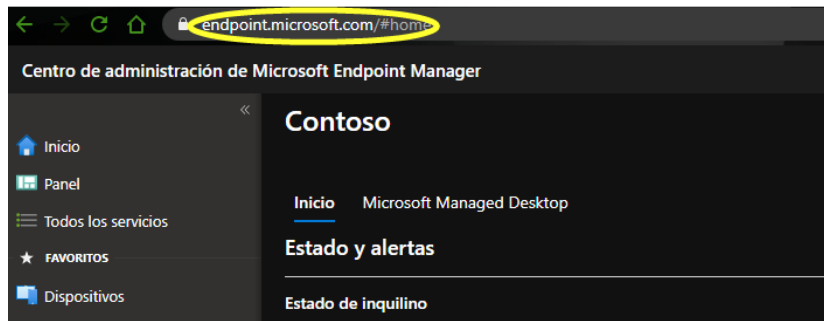 endpoint.microsoft.com/#home
Centro de administración de Microsoft Endpoint Manager
Inicio
Panel
Todos los servicios
FAVORITOS
Dispositivos
Contoso
Inicio Microsoft Managed Desktop
Estado y alertas
Estado de inquilino